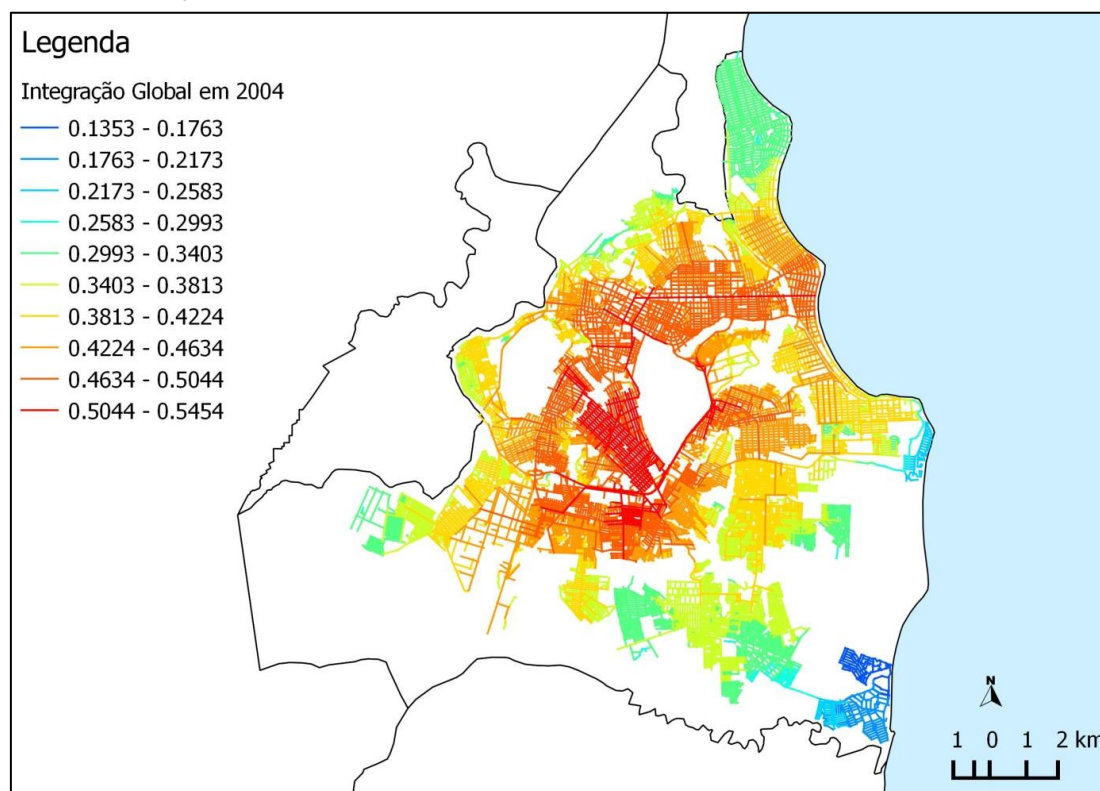 Legenda
Integração Global em 2004
0.1353 - 0.1763
0.1763 - 0.2173
0.2173 - 0.2583
0.2583 - 0.2993
0.2993 - 0.3403
0.3403 - 0.3813
0.3813 - 0.4224
0.4224 - 0.4634
0.4634 - 0.5044
0.5044 - 0.5454
N
1 0 1 2 km